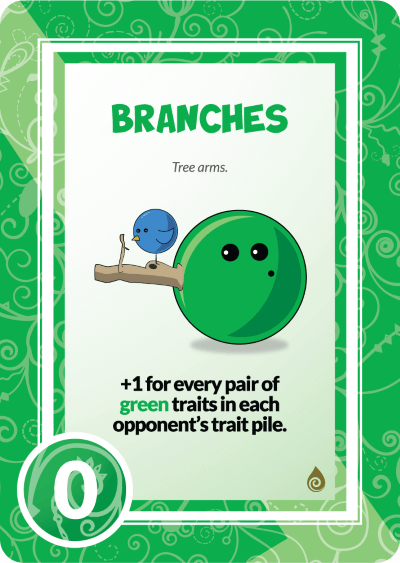 BRANCHES
Tree arms.
+1 for every pair of
green traits in each
opponent's trait pile.
0